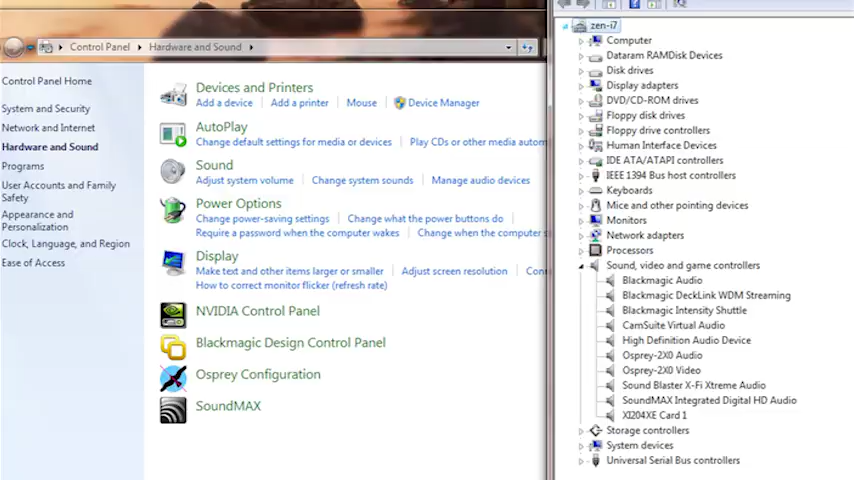 Control Panel
Hardware and Sound
Control Panel Home
System and Security
Network and Internet
Hardware and Sound
Programs
User Accounts and Family
Safety
Appearance and
Personalization
Clock, Language, and Region
Ease of Access
Devices and Printers
Add a device
Add a printer
Mouse
Device Manager
AutoPlay
Change default settings for media or devices
Play CDs or other media autom
Sound
Adjust system volume
Change system sounds
Manage audio devices
Power Options
Change power-saving settings
Change what the power buttons do
Require a password when the computer wakes
Change when the computer s
Display
Make text and other items larger or smaller
Adjust screen resolution
Con
How to correct monitor flicker (refresh rate)
NVIDIA Control Panel
Blackmagic Design Control Panel
Osprey Configuration
SoundMAX
zen-i7
Computer
Dataram RAMDisk Devices
Disk drives
Display adapters
DVD/CD-ROM drives
Floppy disk drives
Floppy drive controllers
Human Interface Devices
IDE ATA/ATAPI controllers
IEEE 1394 Bus host controllers
Keyboards
Mice and other pointing devices
Monitors
Network adapters
Processors
Sound, video and game controllers
Blackmagic Audio
Blackmagic DeckLink WDM Streaming
Blackmagic Intensity Shuttle
CamSuite Virtual Audio
High Definition Audio Device
Osprey-2X0 Audio
Osprey-2X0 Video
Sound Blaster X-Fi Xtreme Audio
SoundMAX Integrated Digital HD Audio
XI204XE Card 1
Storage controllers
System devices
Universal Serial Bus controllers